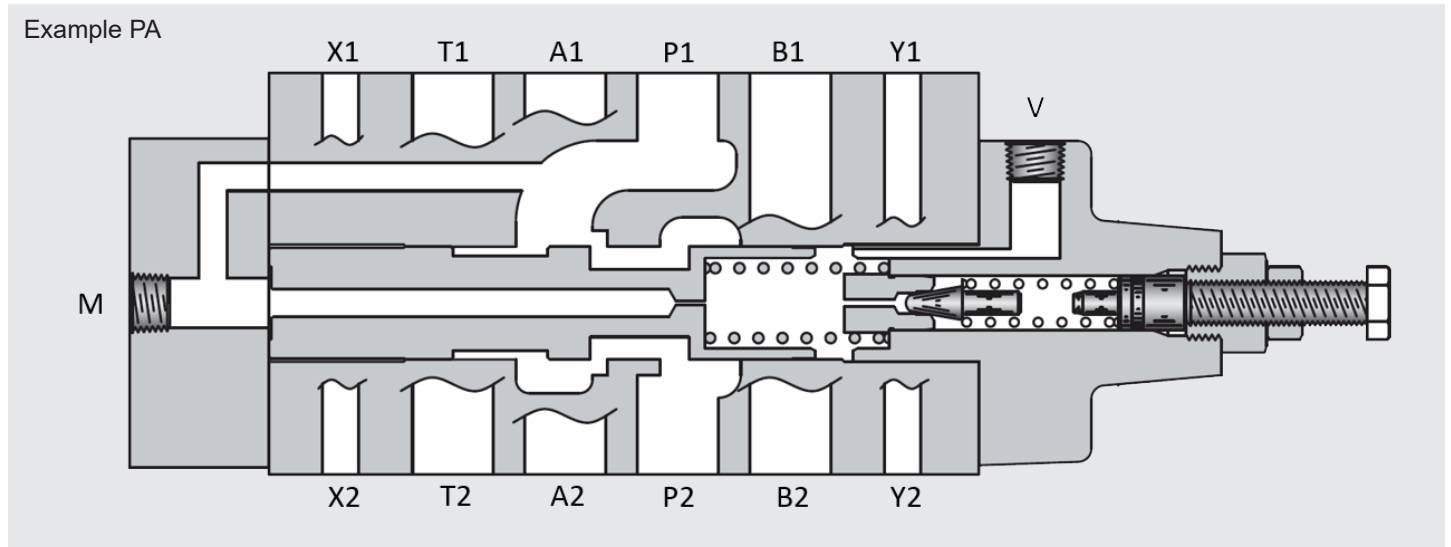 Example PA
X1 T1 A1 P1 B1 Y1
V
M
X2 T2 A2 P2 B2 Y2